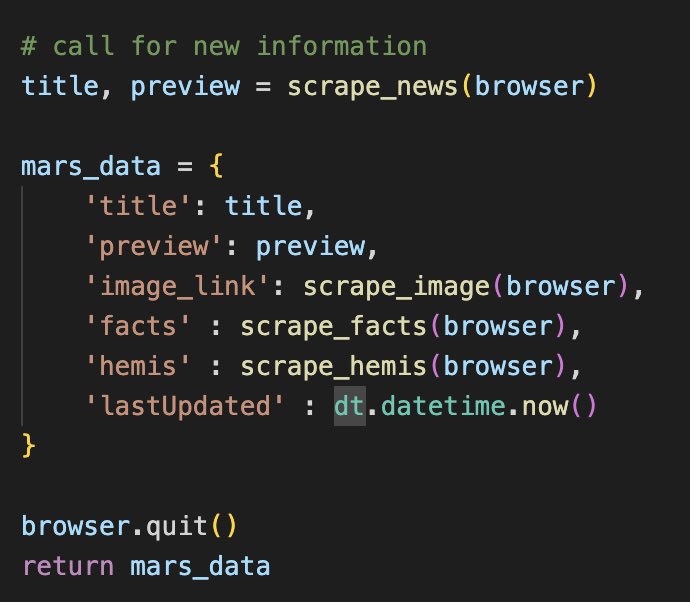 # call for new information
title, preview = scrape_news(browser)
mars_data = {
'title': title,
'preview': preview,
'image_link': scrape_image(browser),
'facts' : scrape_facts(browser),
'hemis' : scrape_hemis(browser),
'lastUpdated' : dt.datetime.now()
}
browser.quit()
return mars_data